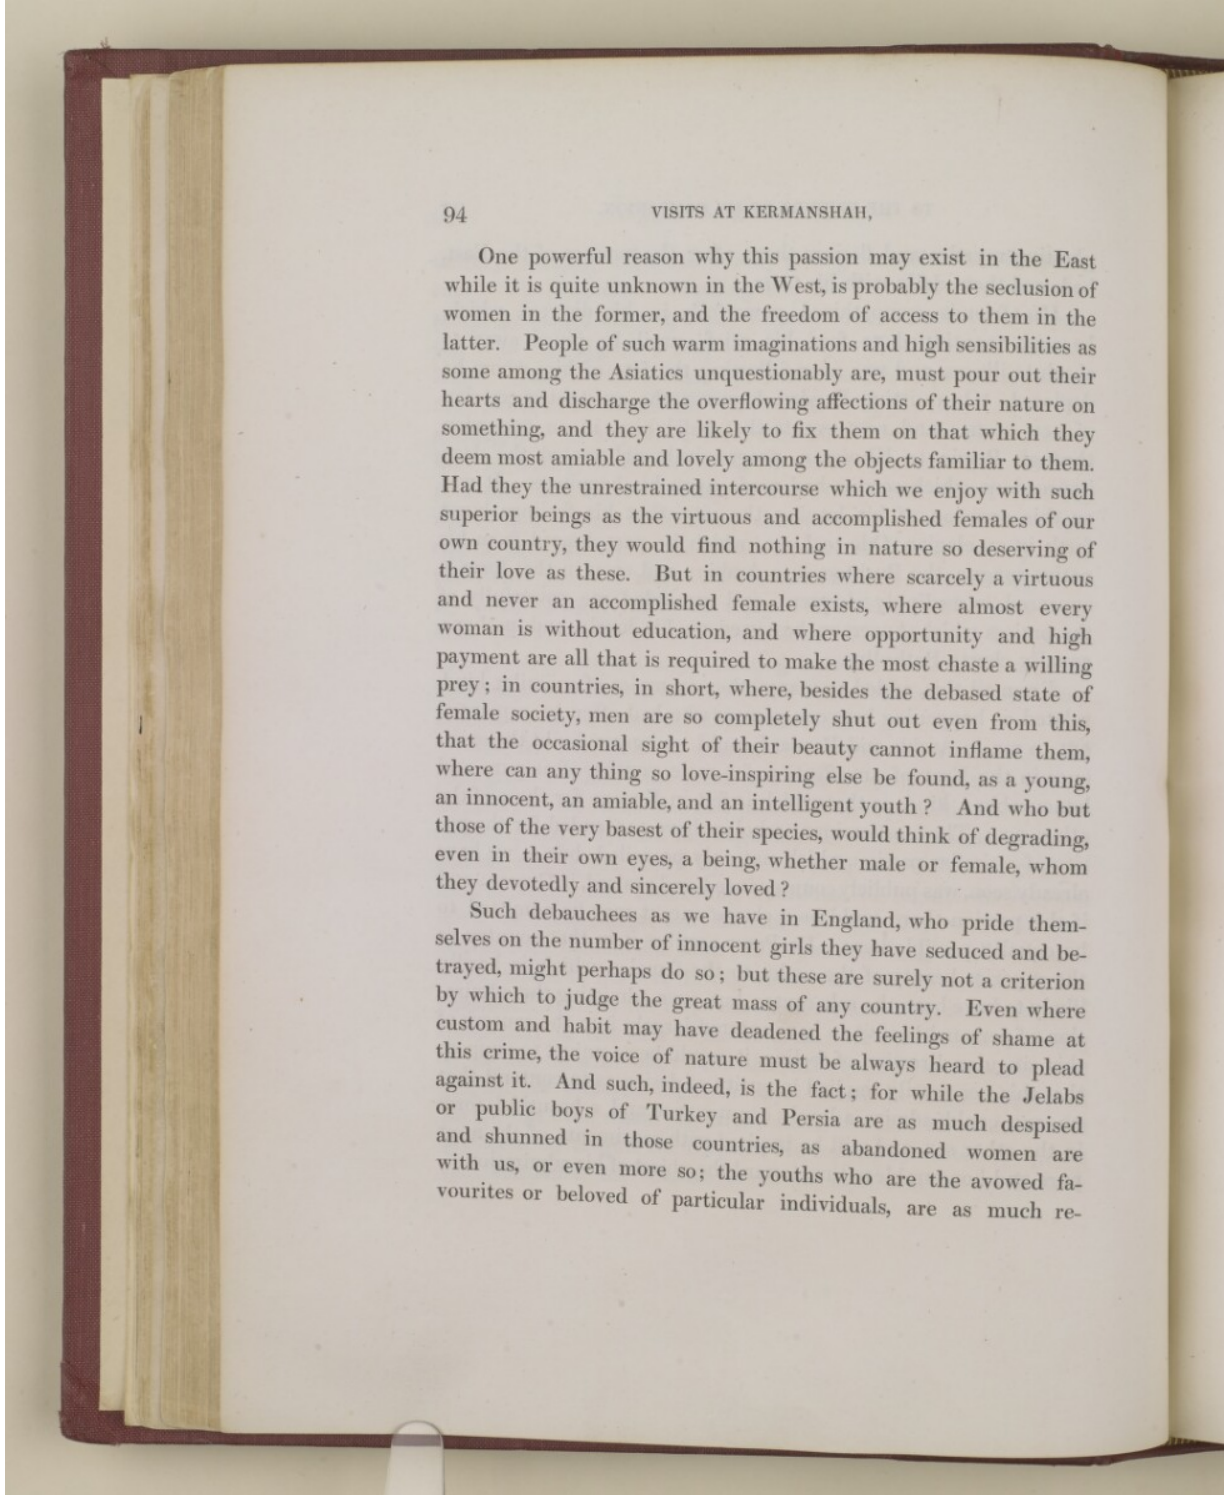 94
VISITS AT KERMANSHAH,
One powerful reason why this passion may exist in the East
while it is quite unknown in the West, is probably the seclusion of
women in the former, and the freedom of access to them in the
latter. People of such warm imaginations and high sensibilities as
some among the Asiatics unquestionably are, must pour out their
hearts and discharge the overflowing affections of their nature on
something, and they are likely to fix them on that which they
deem most amiable and lovely among the objects familiar to them.
Had they the unrestrained intercourse which we enjoy with such
superior beings as the virtuous and accomplished females of our
own country, they would find nothing in nature so deserving of
their love as these. But in countries where scarcely a virtuous
and never an accomplished female exists, where almost every
woman is without education, and where opportunity and high
payment are all that is required to make the most chaste a willing
prey; in countries, in short, where, besides the debased state of
female society, men are so completely shut out even from this,
that the occasional sight of their beauty cannot inflame them,
where can any thing so love-inspiring else be found, as a young,
an innocent, an amiable, and an intelligent youth? And who but
those of the very basest of their species, would think of degrading,
even in their own eyes, a being, whether male or female, whom
they devotedly and sincerely loved?
Such debauchees as we have in England, who pride them-
selves on the number of innocent girls they have seduced and be-
trayed, might perhaps do so; but these are surely not a criterion
by which to judge the great mass of any country. Even where
custom and habit may have deadened the feelings of shame at
this crime, the voice of nature must be always heard to plead
against it. And such, indeed, is the fact; for while the Jelabs
or public boys of Turkey and Persia are as much despised
and shunned in those countries, as abandoned women are
with us, or even more so; the youths who are the avowed fa-
vourites or beloved of particular individuals, are as much re-